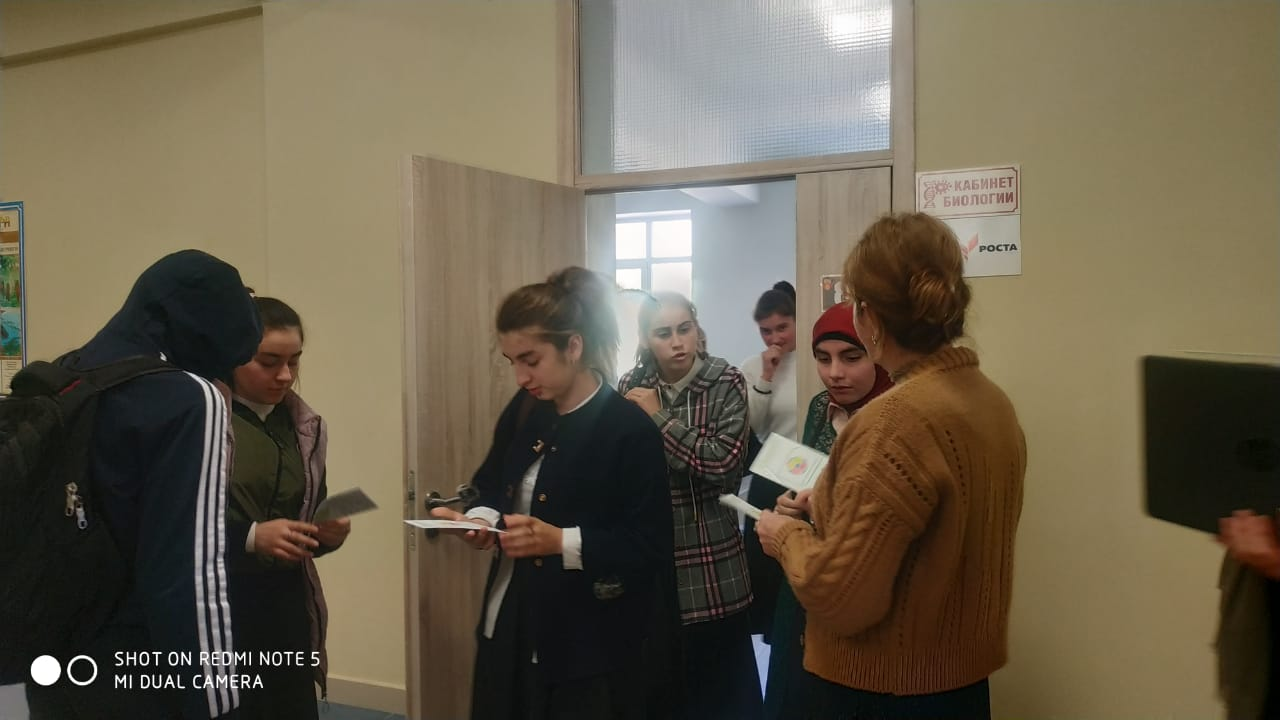 КАБИНЕТ
БИОЛОГИИ
РОСТА
SHOT ON REDMI NOTE 5
MI DUAL CAMERA